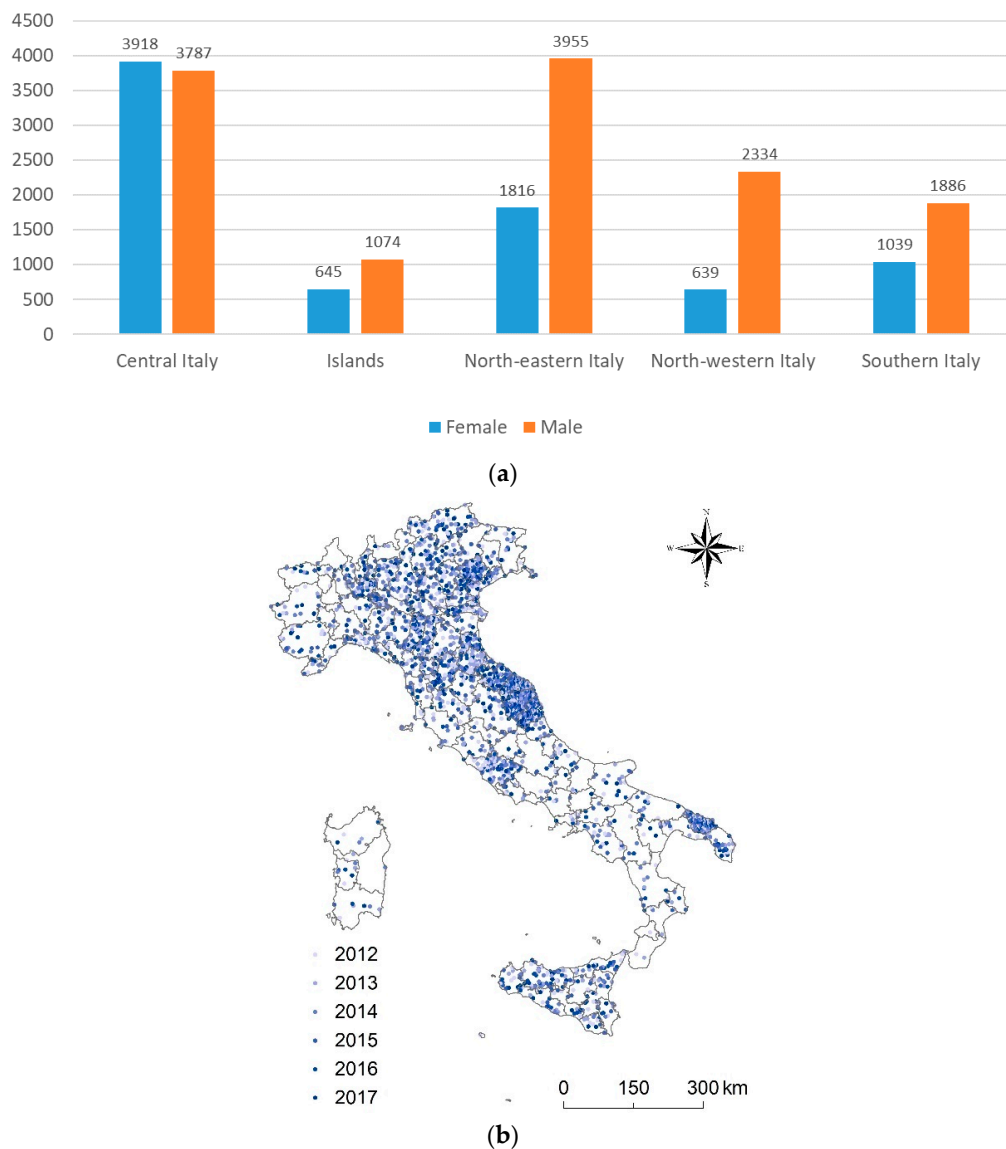 4500
4000
3500
3000
2500
2000
1500
1000
500
0
3918
3787
645
1074
1816
3955
639
2334
1039
1886
Central Italy
Islands
North-eastern Italy
North-western Italy
Southern Italy
Female
Male
(a)
N
W
E
S
2012
2013
2014
2015
2016
2017
0 150 300 km
(b)